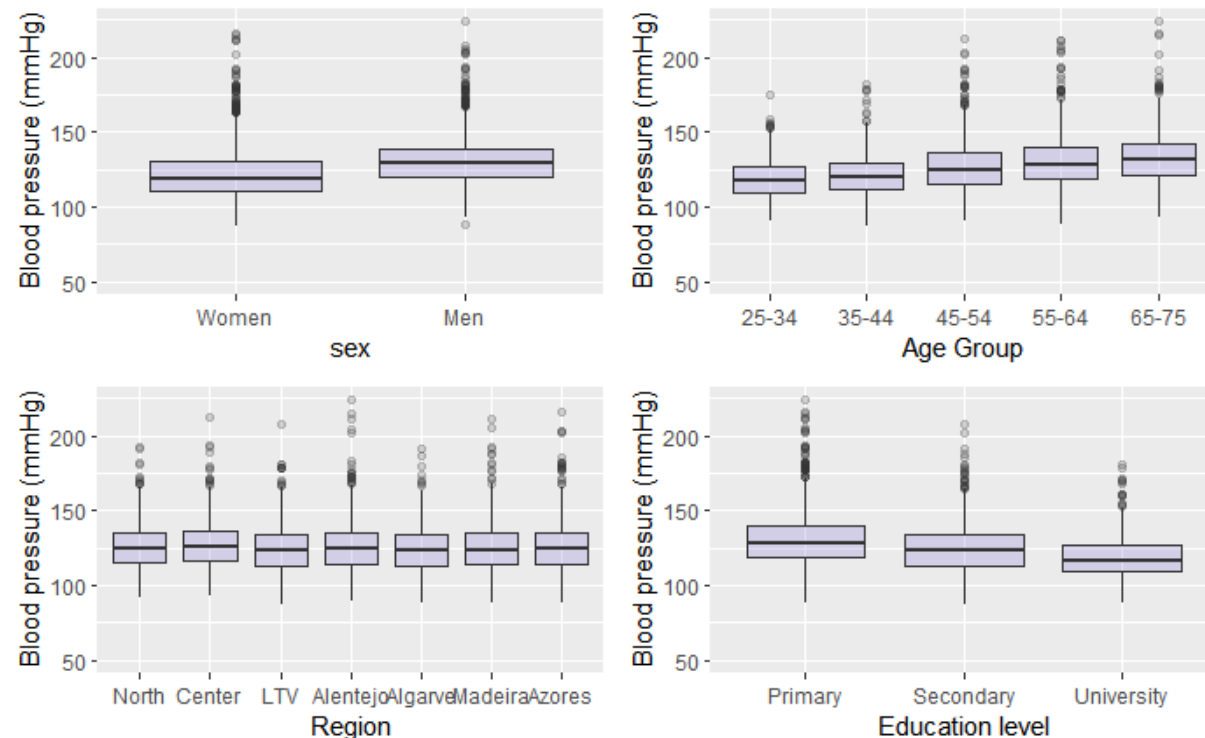 Blood pressure (mmHg)
200
150
100
50
Women Men
sex
Blood pressure (mmHg)
200
150
100
50
25-34 35-44 45-54 55-64 65-75
Age Group
Blood pressure (mmHg)
200
150
100
50
North Center LTV Alentejo Algarve Madeira Azores
Region
Blood pressure (mmHg)
200
150
100
50
Primary Secondary University
Education level